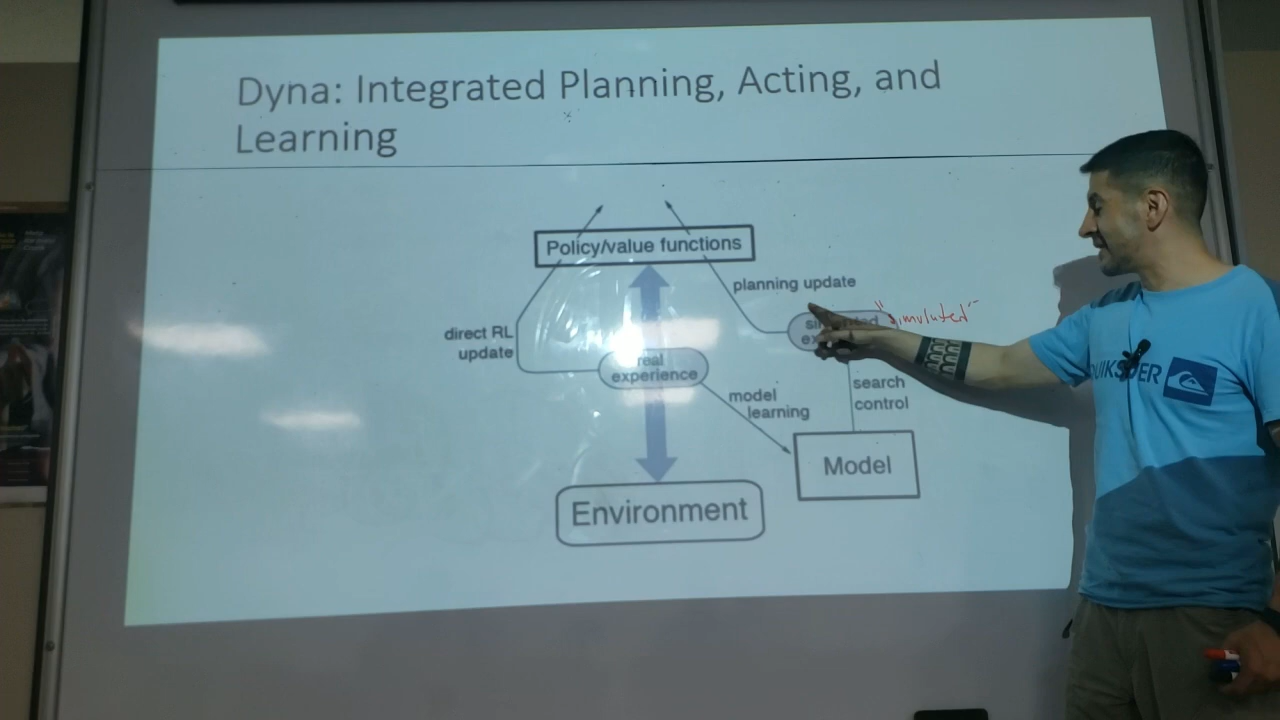 Dyna: Integrated Planning, Acting, and
Learning
Policy/value functions
planning update
"simuluted"
direct RL
update
real
experience
model
learning
search
control
Model
Environment